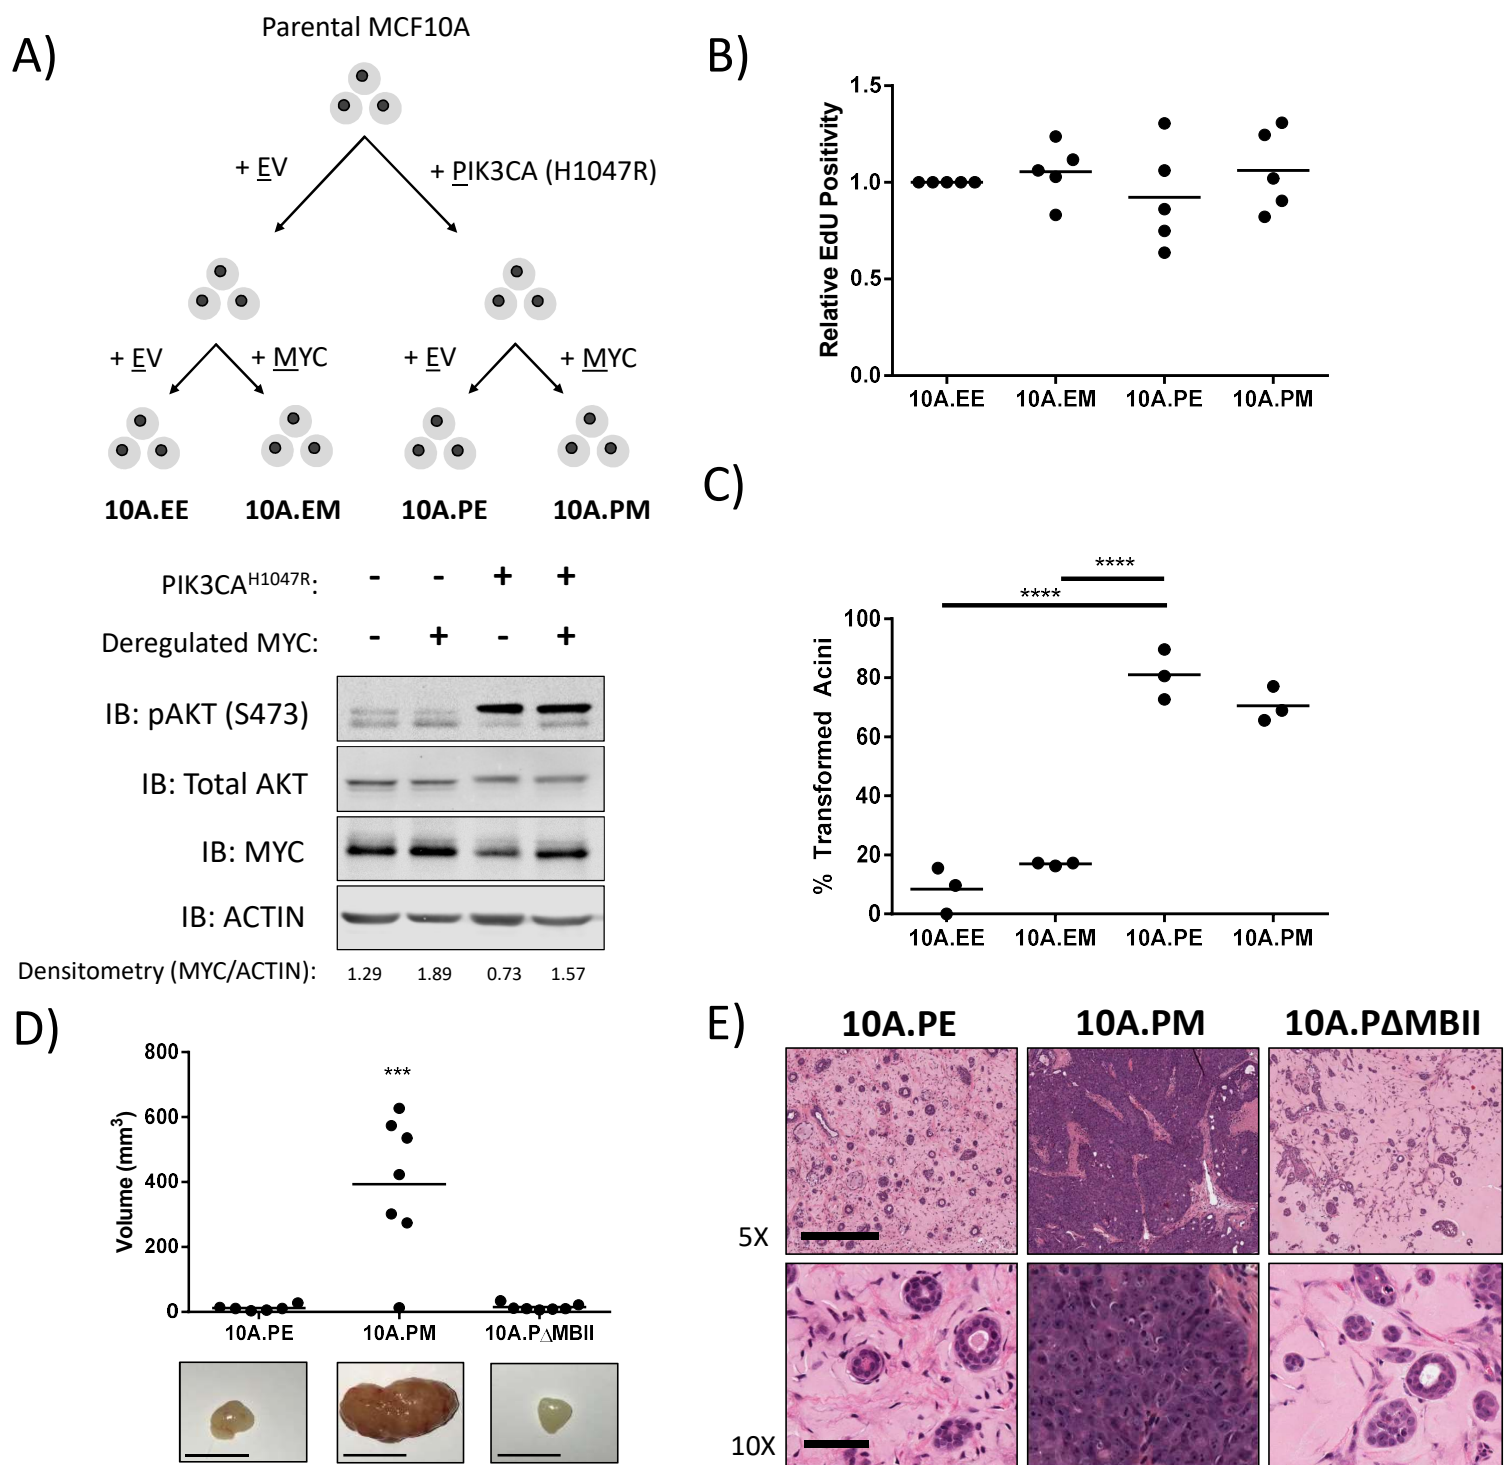 A)
Parental MCF10A
+ EV
+ PIK3CA (H1047R)
+ EV
+ MYC
+ EV
+ MYC
10A.EE 10A.EM 10A.PE 10A.PM
PIK3CAH1047R: - - + +
Deregulated MYC: - + - +
IB: pAKT (S473)
IB: Total AKT
IB: MYC
IB: ACTIN
Densitometry (MYC/ACTIN): 1.29 1.89 0.73 1.57
B)
Relative EdU Positivity
1.5
1.0
0.5
0.0
10A.EE 10A.EM 10A.PE 10A.PM
C)
% Transformed Acini
****
****
100
80
60
40
20
0
10A.EE 10A.EM 10A.PE 10A.PM
D)
Volume (mm3)
800
600
400
200
0
***
10A.PE 10A.PM 10A.P△MBII
E)
10A.PE 10A.PM 10A.PΔMBII
5X
10X